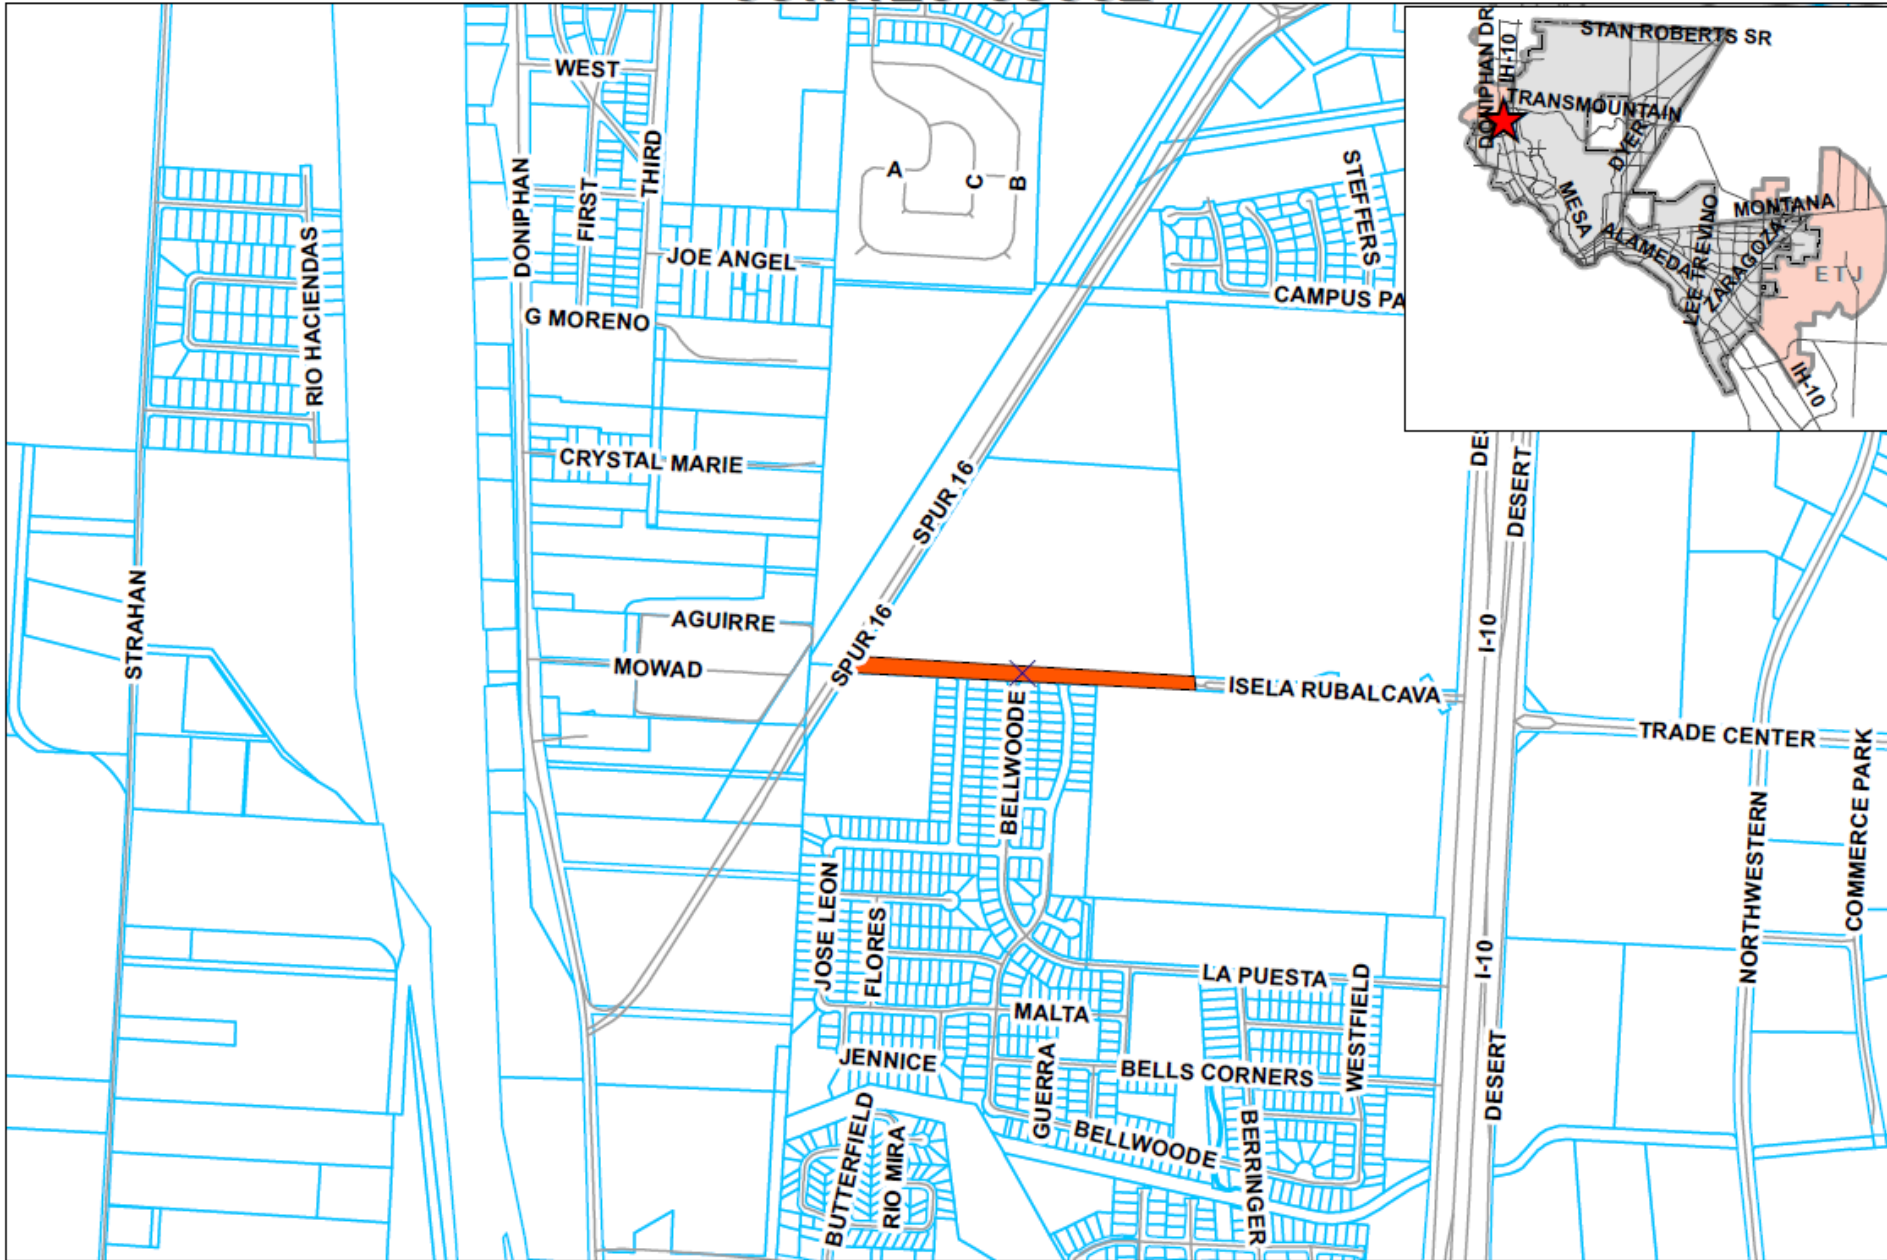 STAN ROBERTS SR
DONIPHAN DR
IH-10
TRANSMOUNTAIN
DYER
MESA
MONTANA
ALAMEDA
LEE TREVINO
ZARAGOZA
ETJ
IH-10
WEST
THIRD
FIRST
DONIPHAN
A
C
B
STEFFERS
JOE ANGEL
G MORENO
CAMPUS PA
RIO HACIENDAS
CRYSTAL MARIE
SPUR 16
DES
DESERT
STRAHAN
AGUIRRE
MOWAD
SPUR 16
I-10
ISELA RUBALCAVA
TRADE CENTER
BELLWOODE
COMMERCE PARK
NORTHWESTERN
JOSE LEON
FLORES
LA PUESTA
I-10
MALTA
WESTFIELD
JENNICE
GUERRA
BELLS CORNERS
DESERT
BELLWOODE
BERRINGER
BUTTERFIELD
RIO MIRA